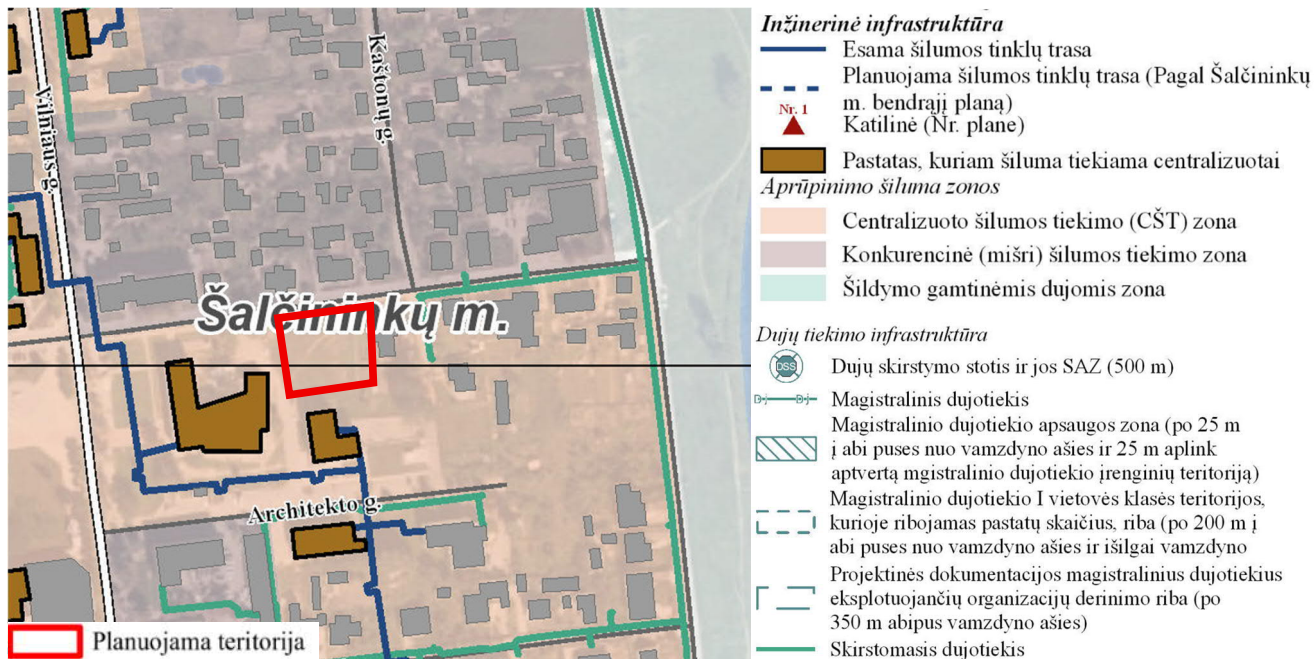 Vilniaus g.
Kaštonų g.
Šalčininkų m.
Architekto g.
Planuojama teritorija
Inžinerinė infrastruktūra
Esama šilumos tinklų trasa
Planuojama šilumos tinklų trasa (Pagal Šalčininkų
m. bendrąjį planą)
Nr. 1
Katilinė (Nr. plane)
Pastatas, kuriam šiluma tiekiama centralizuotai
Aprūpinimo šiluma zonos
Centralizuoto šilumos tiekimo (CŠT) zona
Konkurencinė (mišri) šilumos tiekimo zona
Šildymo gamtinėmis dujomis zona
Dujų tiekimo infrastruktūra
DSS
Dujų skirstymo stotis ir jos SAZ (500 m)
D-j D-j
Magistralinis dujotiekis
Magistralinio dujotiekio apsaugos zona (po 25 m
į abi puses nuo vamzdyno ašies ir 25 m aplink
aptvertą mgistralinio dujotiekio įrenginių teritoriją)
Magistralinio dujotiekio I vietovės klasės teritorijos,
kurioje ribojamas pastatų skaičius, riba (po 200 m į
abi puses nuo vamzdyno ašies ir išilgai vamzdyno
Projektinės dokumentacijos magistralinius dujotiekius
eksplotuojančių organizacijų derinimo riba (po
350 m abipus vamzdyno ašies)
Skirstomasis dujotiekis